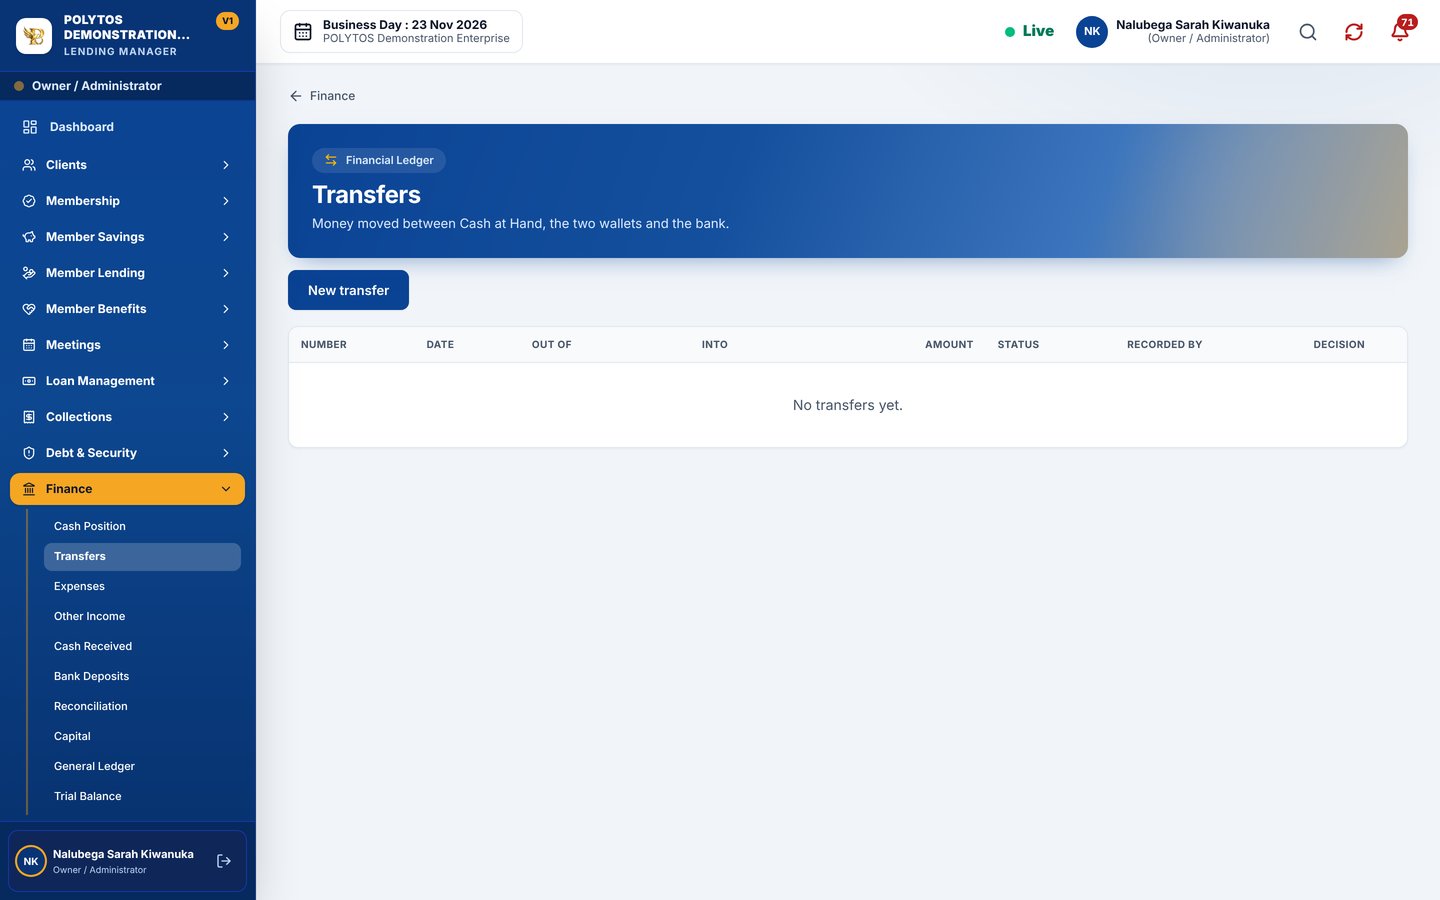 POLYTOS
DEMONSTRATION...
LENDING MANAGER
V1
Owner / Administrator
Dashboard
Clients
Membership
Member Savings
Member Lending
Member Benefits
Meetings
Loan Management
Collections
Debt & Security
Finance
Cash Position
Transfers
Expenses
Other Income
Cash Received
Bank Deposits
Reconciliation
Capital
General Ledger
Trial Balance
NK
Nalubega Sarah Kiwanuka
Owner / Administrator
Business Day : 23 Nov 2026
POLYTOS Demonstration Enterprise
Live
NK
Nalubega Sarah Kiwanuka
(Owner / Administrator)
71
Finance
Financial Ledger
Transfers
Money moved between Cash at Hand, the two wallets and the bank.
New transfer
NUMBER DATE OUT OF INTO AMOUNT STATUS RECORDED BY DECISION
No transfers yet.